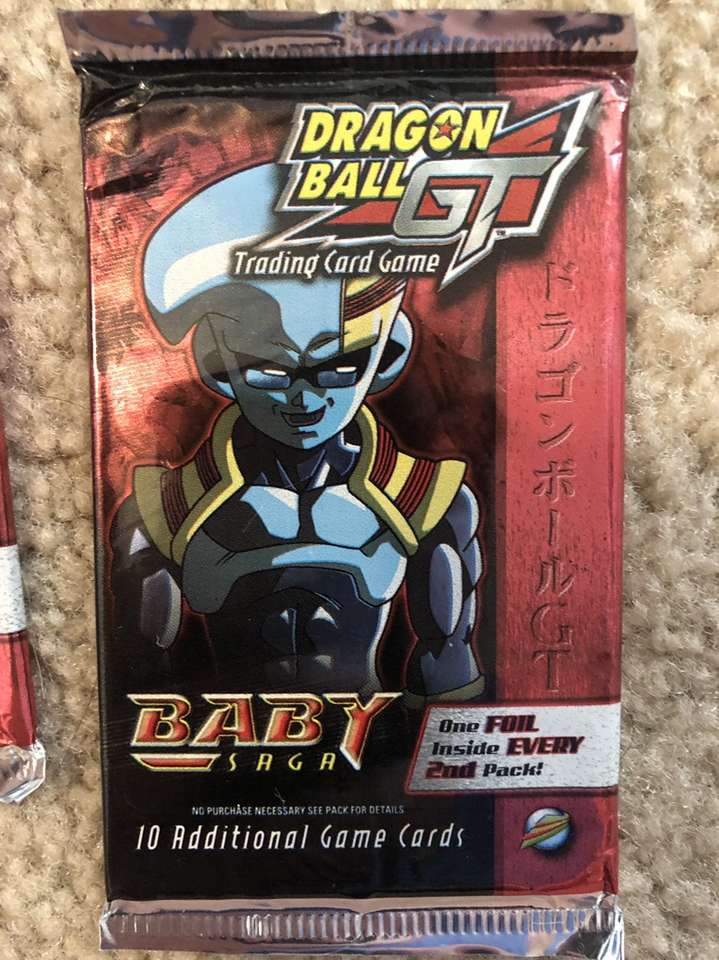 DRAGON
BALL GT™
Trading Card Game
ドラゴンボールGT
BABY
SAGA
One FOIL
Inside EVERY
2nd Pack!
NO PURCHASE NECESSARY SEE PACK FOR DETAILS
10 Additional Game Cards